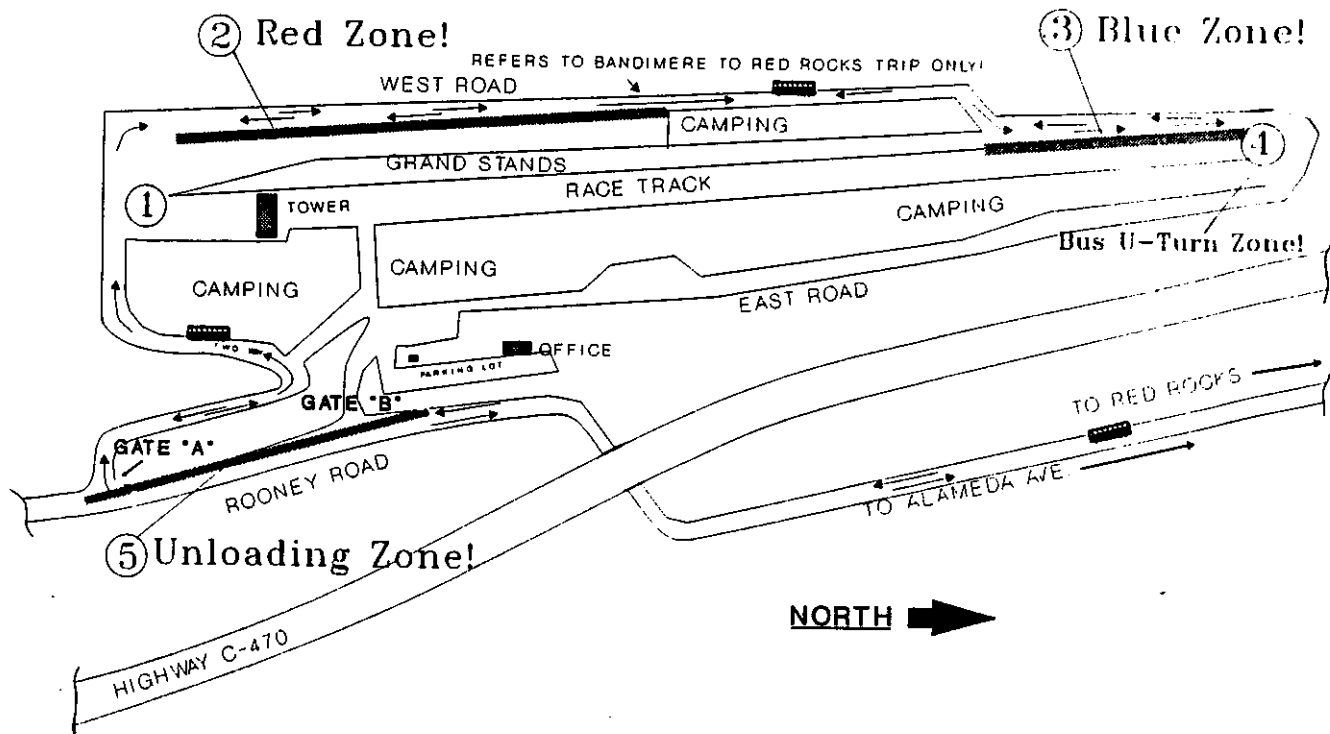 ② Red Zone!
③ Blue Zone!
REFERS TO BANDIMERE TO RED ROCKS TRIP ONLY!
WEST ROAD
CAMPING
GRAND STANDS
RACE TRACK
①
④
TOWER
CAMPING
Bus U-Turn Zone!
CAMPING
CAMPING
EAST ROAD
TWO WAY
OFFICE
PARKING LOT
GATE "B"
TO RED ROCKS
GATE "A"
ROONEY ROAD
TO ALAMEDA AVE.
⑤ Unloading Zone!
NORTH
HIGHWAY C-470